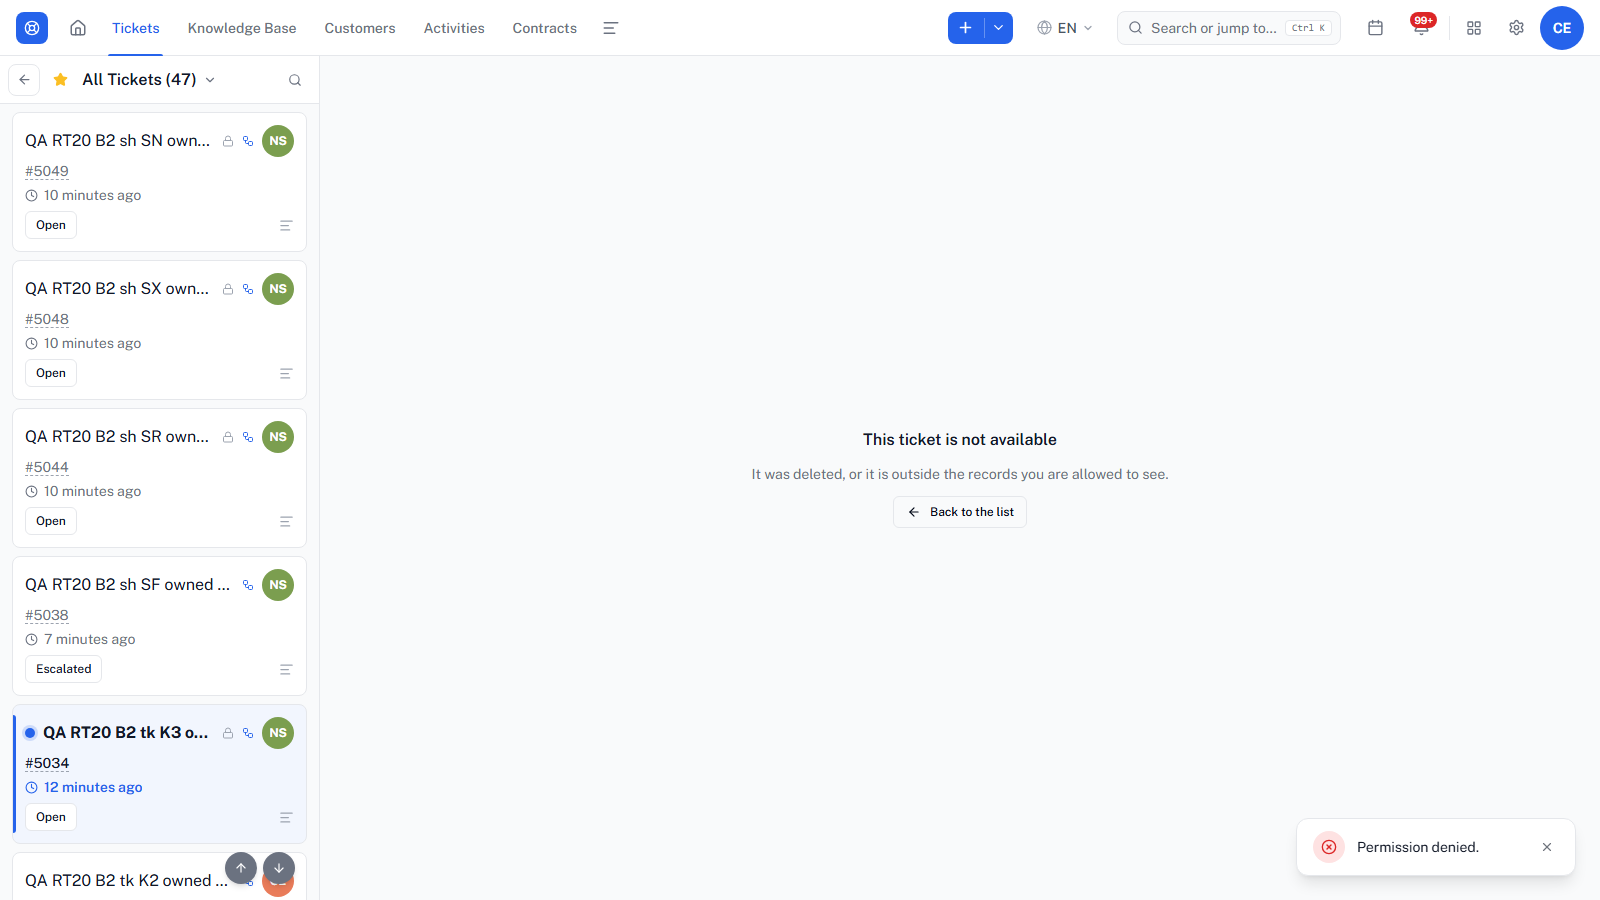 Tickets
Knowledge Base
Customers
Activities
Contracts
EN
Search or jump to...
Ctrl K
99+
CE
All Tickets (47)
QA RT20 B2 sh SN own...
NS
#5049
10 minutes ago
Open
QA RT20 B2 sh SX own...
NS
#5048
10 minutes ago
Open
QA RT20 B2 sh SR own...
NS
#5044
10 minutes ago
Open
QA RT20 B2 sh SF owned ...
NS
#5038
7 minutes ago
Escalated
QA RT20 B2 tk K3 o...
NS
#5034
12 minutes ago
Open
QA RT20 B2 tk K2 owned ...
This ticket is not available
It was deleted, or it is outside the records you are allowed to see.
Back to the list
Permission denied.